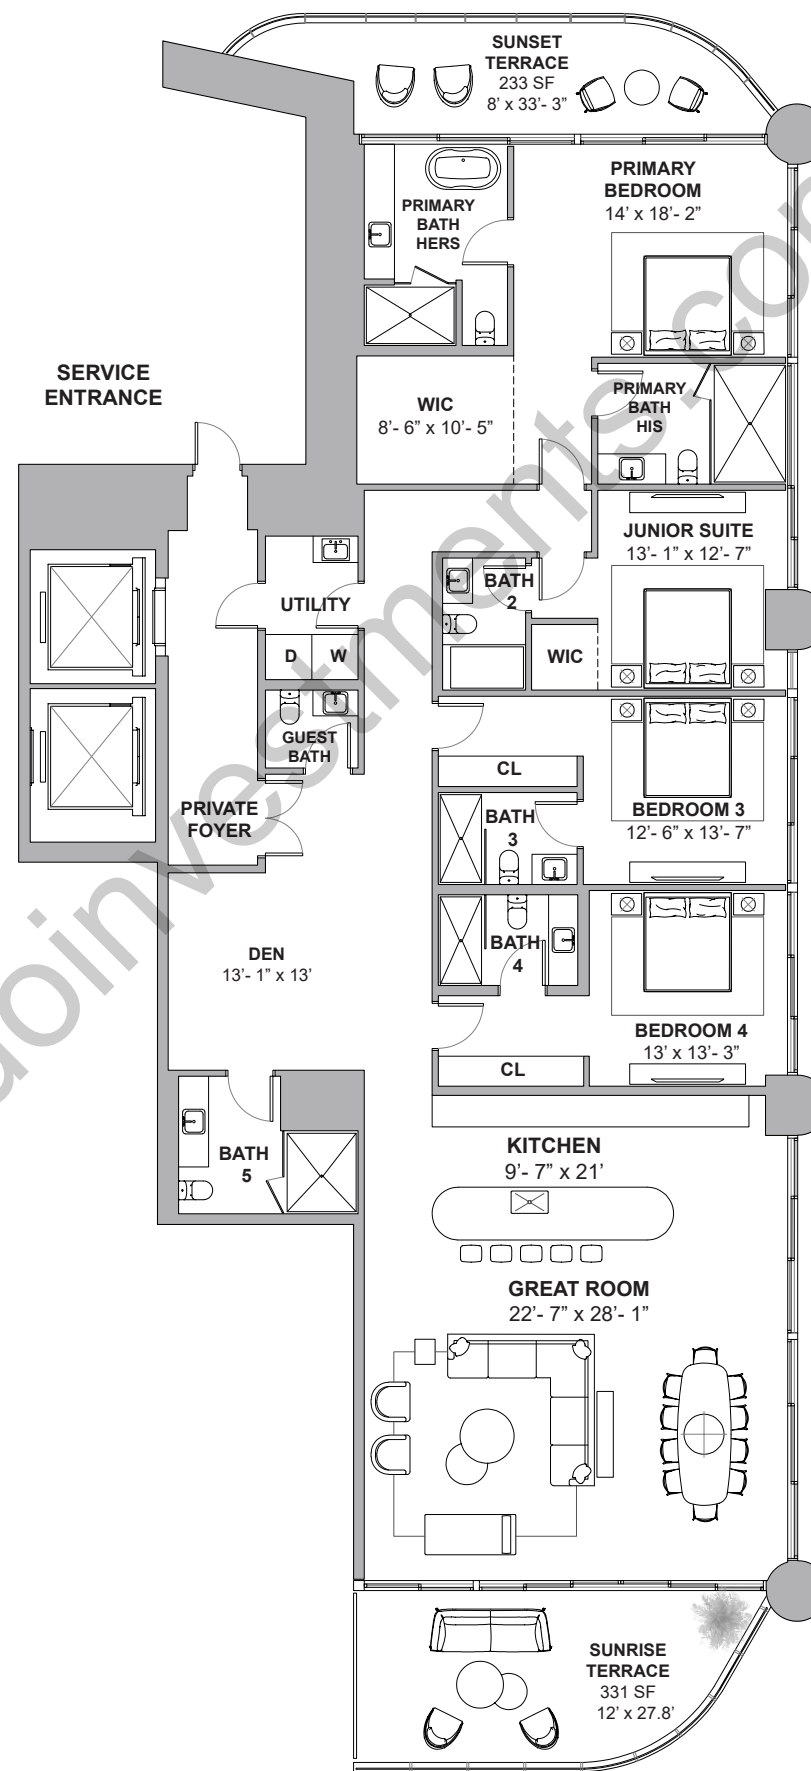 SUNSET
TERRACE
233 SF
8' x 33'- 3”
PRIMARY
BEDROOM
14’ x 18’- 2”
PRIMARY
BATH
HERS
SERVICE
ENTRANCE
WIC
8’- 6” x 10’- 5”
PRIMARY
BATH
HIS
JUNIOR SUITE
13’- 1” x 12’- 7”
BATH
2
UTILITY
WIC
D
W
GUEST
BATH
CL
PRIVATE
FOYER
BATH
3
BEDROOM 3
12’- 6” x 13’- 7”
DEN
13’- 1” x 13’
BATH
4
BEDROOM 4
13’ x 13’- 3”
CL
BATH
5
KITCHEN
9’- 7” x 21’
GREAT ROOM
22’- 7” x 28’- 1”
SUNRISE
TERRACE
331 SF
12’ x 27.8’
oinvestments.com